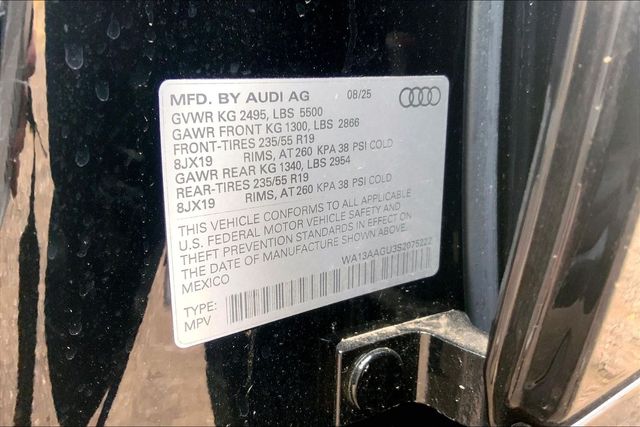 MFD. BY AUDI AG 08/25
GVWR KG 2495, LBS 5500
GAWR FRONT KG 1300, LBS 2866
FRONT-TIRES 235/55 R19
8JX19 RIMS, AT 260 KPA 38 PSI COLD
GAWR REAR KG 1340, LBS 2954
REAR-TIRES 235/55 R19
8JX19 RIMS, AT 260 KPA 38 PSI COLD
THIS VEHICLE CONFORMS TO ALL APPLICABLE
U.S. FEDERAL MOTOR VEHICLE SAFETY AND
THEFT PREVENTION STANDARDS IN EFFECT ON
THE DATE OF MANUFACTURE SHOWN ABOVE.
MEXICO
WA13AAGU3S2075222
TYPE:
MPV